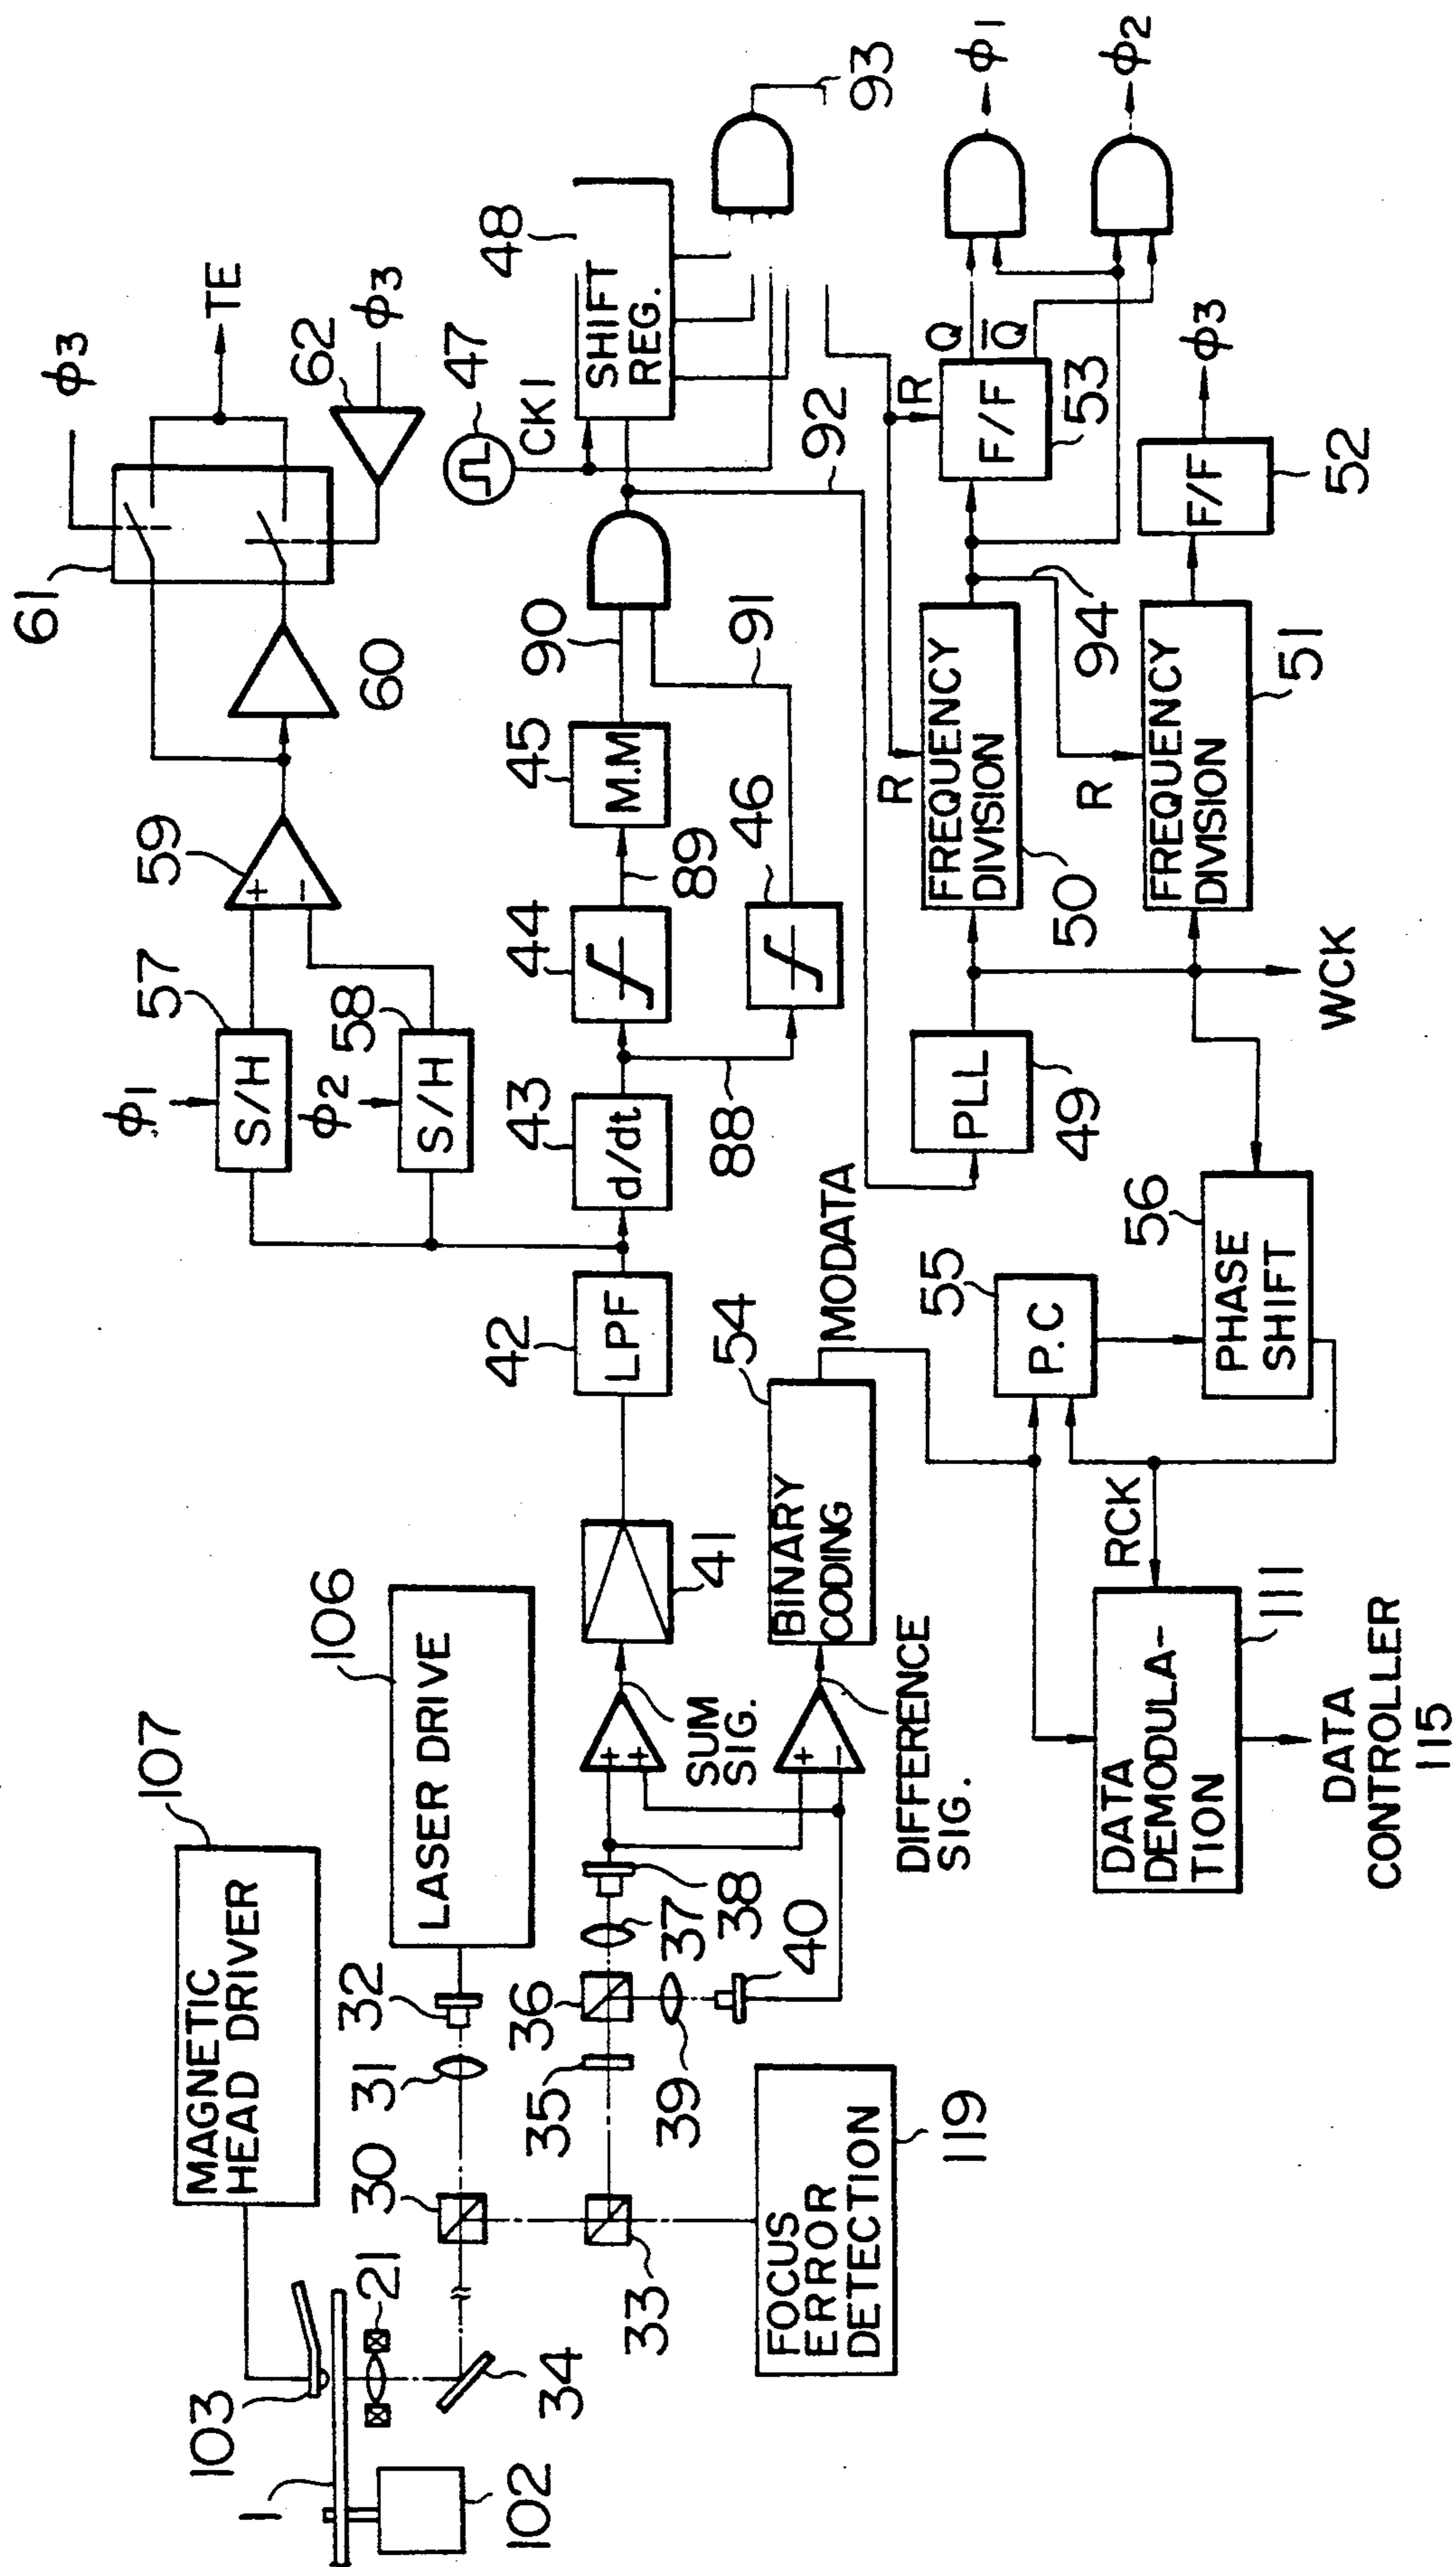 MAGNETIC
HEAD DRIVER
107
103
1
102
21
34
LASER DRIVE
106
32
31
30
33
35
36
37
38
39
40
FOCUS
ERROR
DETECTION
119
+
+
SUM
SIG.
+
−
DIFFERENCE
SIG.
41
BINARY
CODING
54
MODATA
LPF
42
d/dt
43
88
44
89
46
M.M
45
90
91
φ1
S/H
57
φ2
S/H
58
+
−
59
60
61
φ3
TE
62
φ3
47
CK1
SHIFT
REG.
48
92
93
PLL
49
WCK
R
FREQUENCY
DIVISION
50
94
R
FREQUENCY
DIVISION
51
R
F/F
53
Q
Q̅
F/F
52
φ1
φ2
φ3
P.C
55
PHASE
SHIFT
56
RCK
DATA
DEMODULA-
TION
111
DATA
CONTROLLER
115